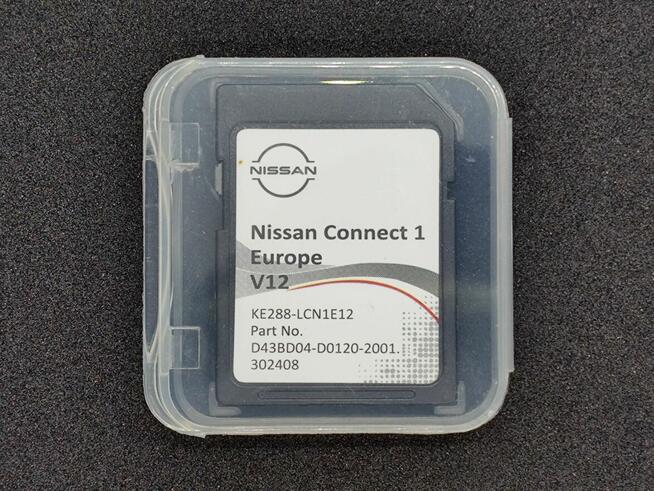 NISSAN
Nissan Connect 1
Europe
V12
KE288-LCN1E12
Part No.
D43BD04-D0120-2001.
302408